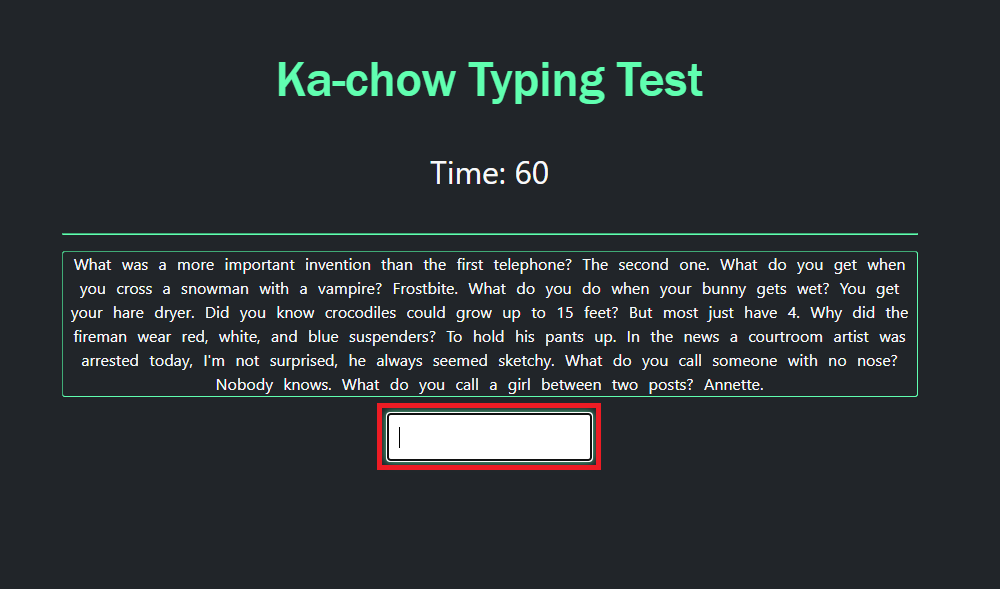 Ka-chow Typing Test
Time: 60
What was a more important invention than the first telephone? The second one. What do you get when
you cross a snowman with a vampire? Frostbite. What do you do when your bunny gets wet? You get
your hare dryer. Did you know crocodiles could grow up to 15 feet? But most just have 4. Why did the
fireman wear red, white, and blue suspenders? To hold his pants up. In the news a courtroom artist was
arrested today, I'm not surprised, he always seemed sketchy. What do you call someone with no nose?
Nobody knows. What do you call a girl between two posts? Annette.